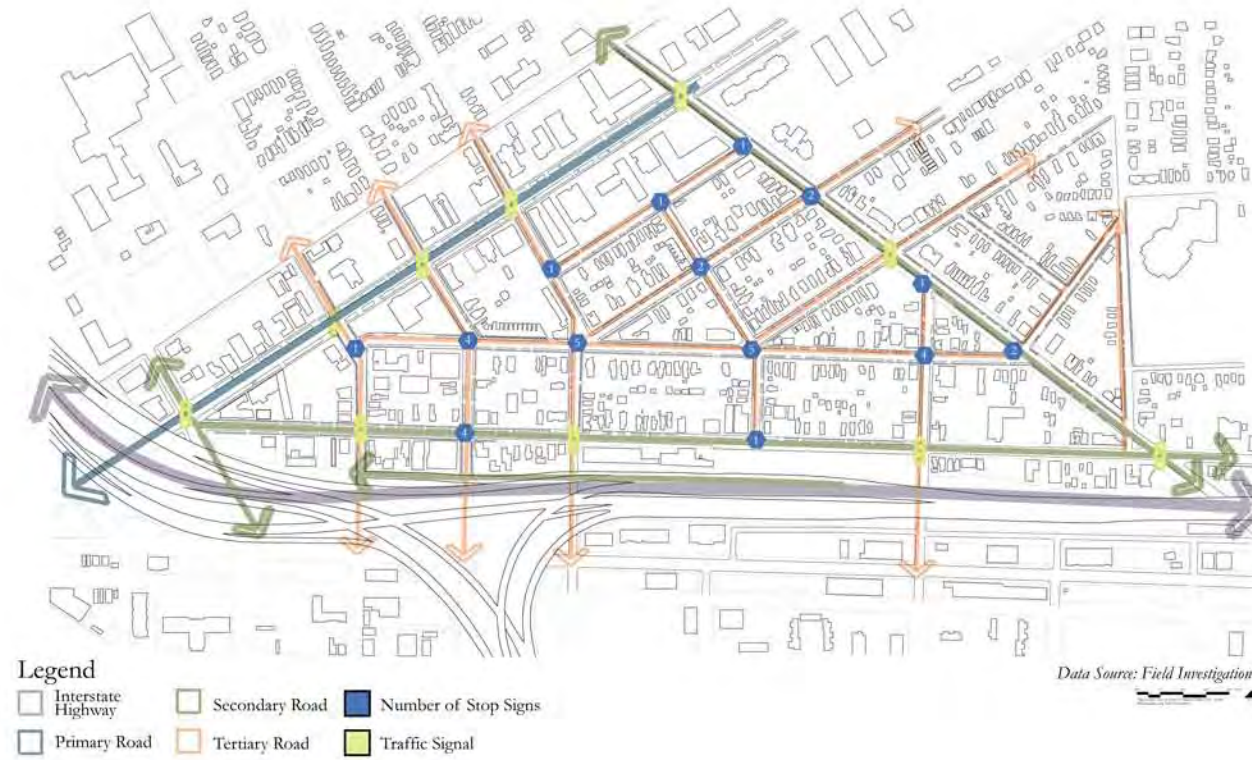 1
2
1
1
2
1
1
4
5
5
4
2
4
1
Legend
Interstate
Highway
Secondary Road
Number of Stop Signs
Primary Road
Tertiary Road
Traffic Signal
Data Source: Field Investigation